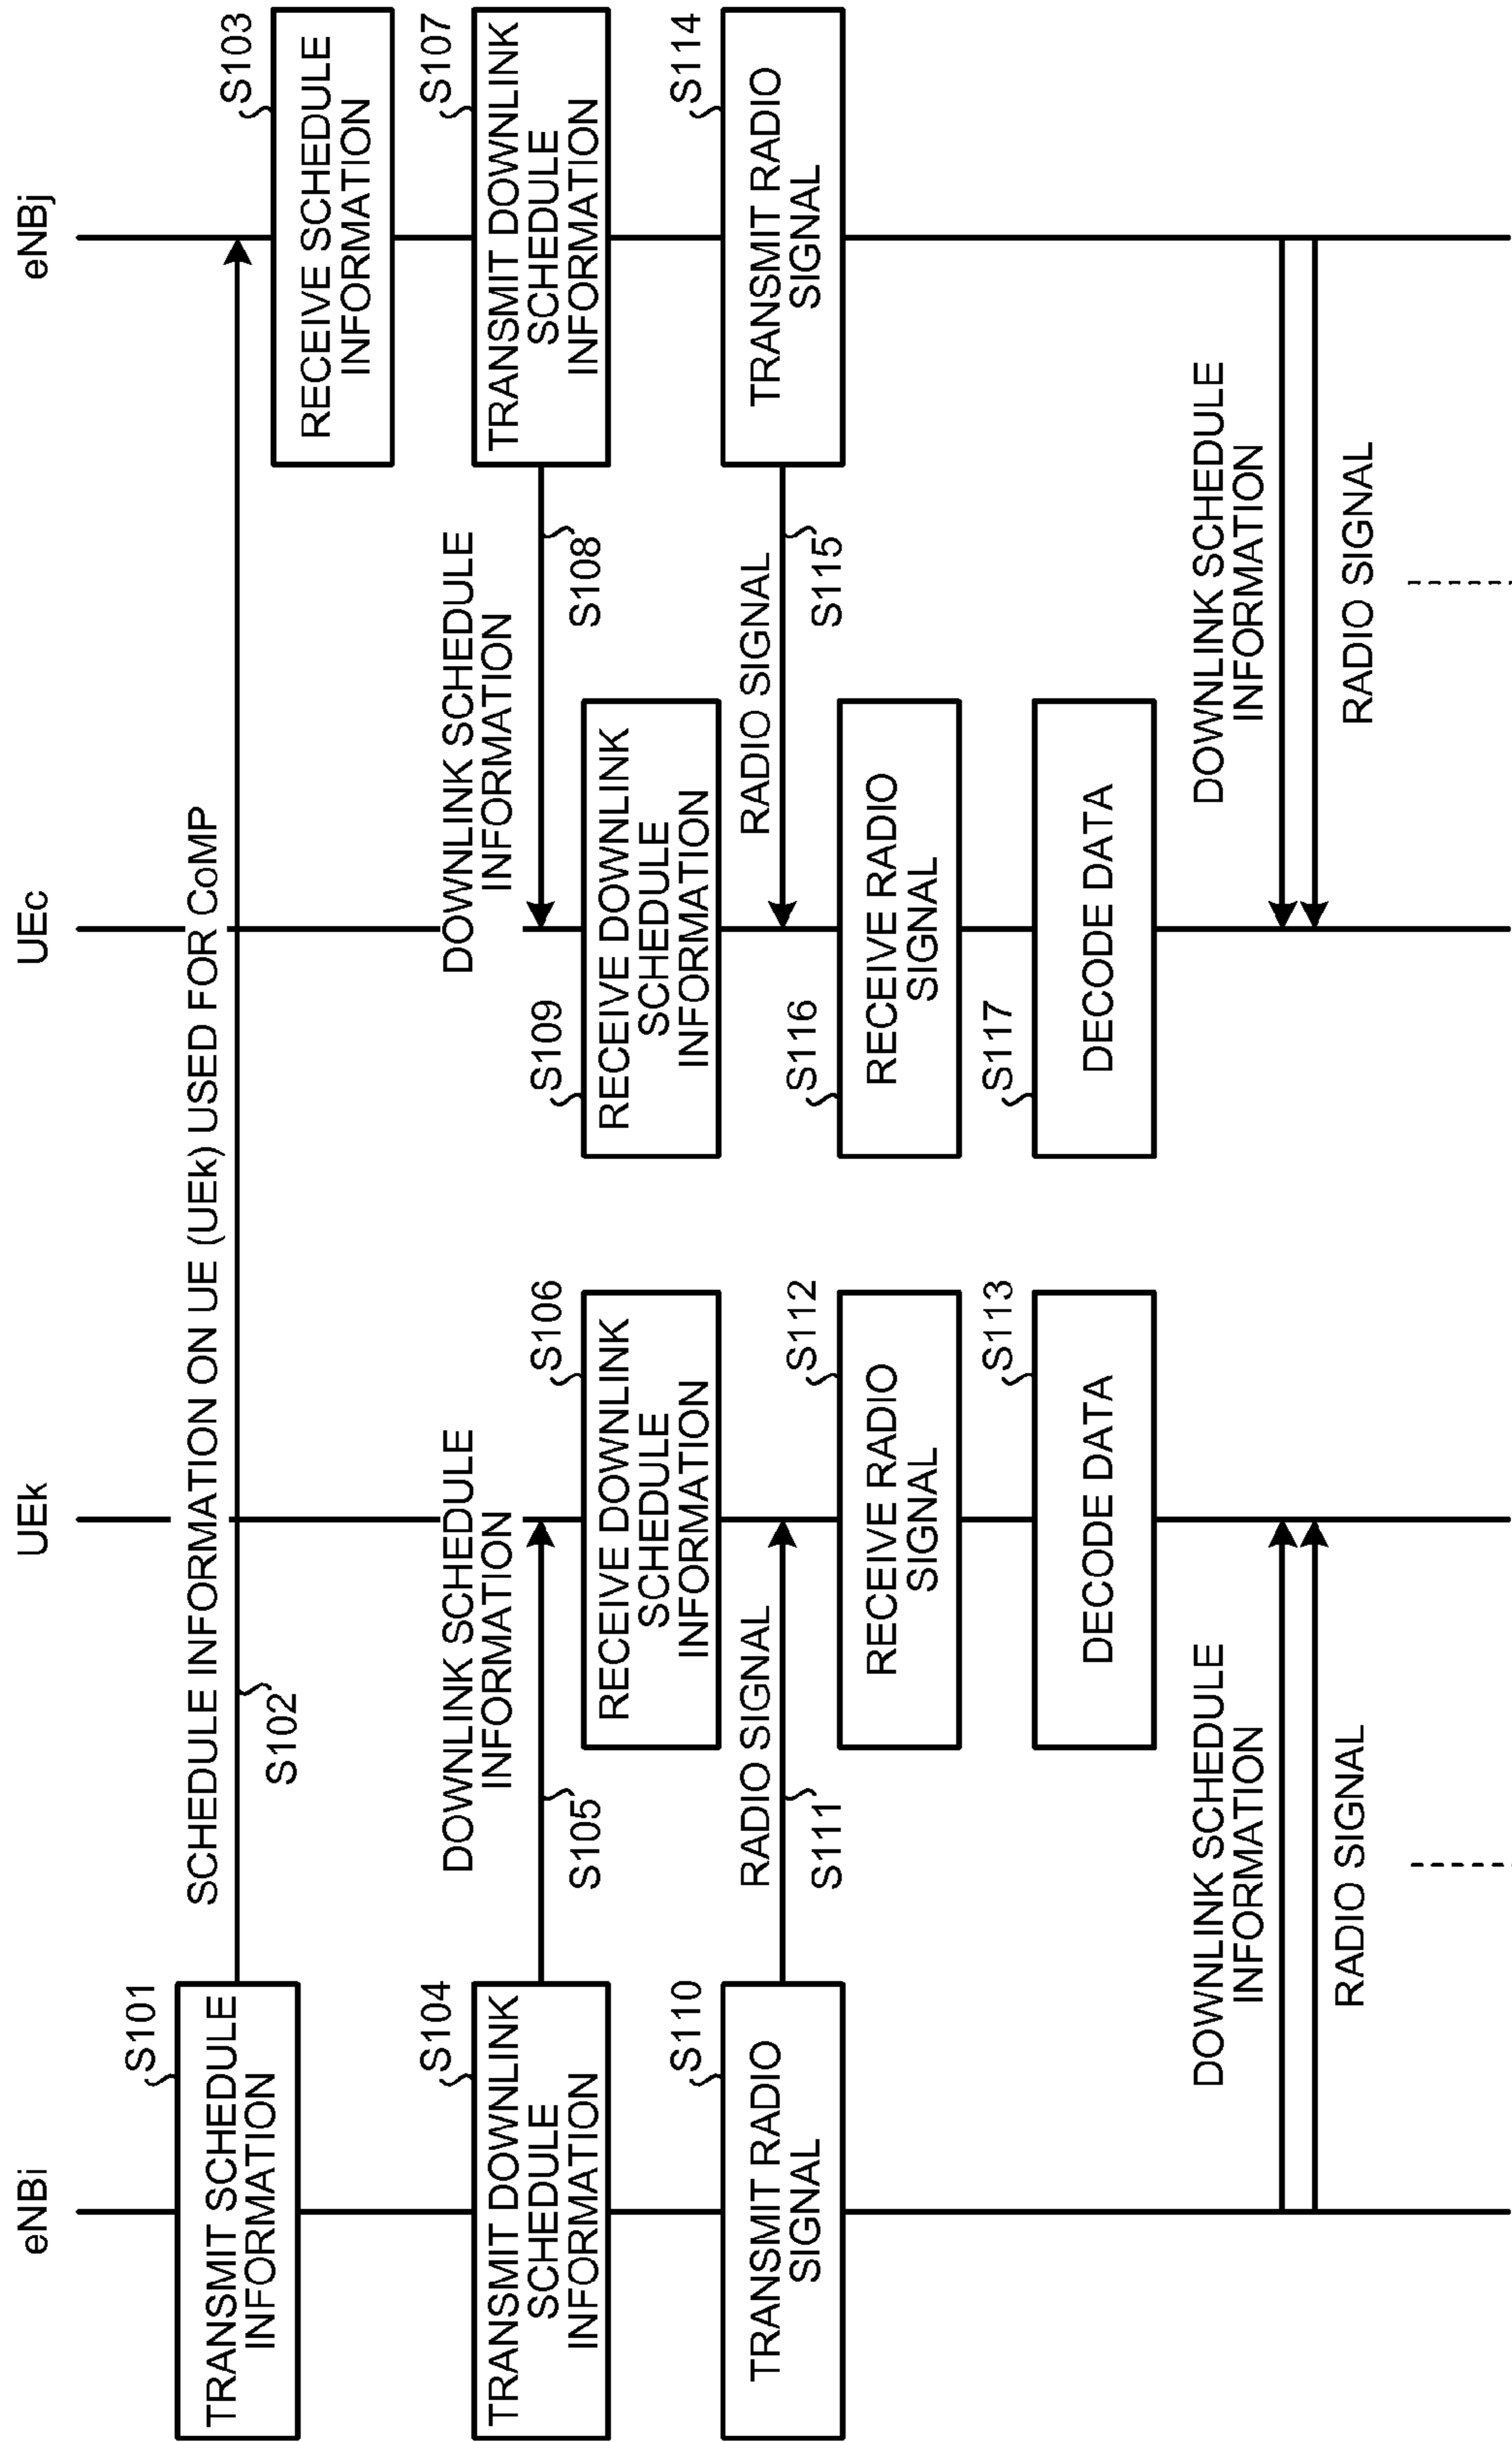 eNBi
UEk
UEc
eNBj
S101
TRANSMIT SCHEDULE
INFORMATION
SCHEDULE INFORMATION ON UE (UEk) USED FOR CoMP
S102
S103
RECEIVE SCHEDULE
INFORMATION
S104
TRANSMIT DOWNLINK
SCHEDULE
INFORMATION
DOWNLINK SCHEDULE
INFORMATION
S105
S106
RECEIVE DOWNLINK
SCHEDULE
INFORMATION
S107
TRANSMIT DOWNLINK
SCHEDULE
INFORMATION
DOWNLINK SCHEDULE
INFORMATION
S108
S109
RECEIVE DOWNLINK
SCHEDULE
INFORMATION
S110
TRANSMIT RADIO
SIGNAL
RADIO SIGNAL
S111
S112
RECEIVE RADIO
SIGNAL
S113
DECODE DATA
S114
TRANSMIT RADIO
SIGNAL
RADIO SIGNAL
S115
S116
RECEIVE RADIO
SIGNAL
S117
DECODE DATA
DOWNLINK SCHEDULE
INFORMATION
RADIO SIGNAL
DOWNLINK SCHEDULE
INFORMATION
RADIO SIGNAL